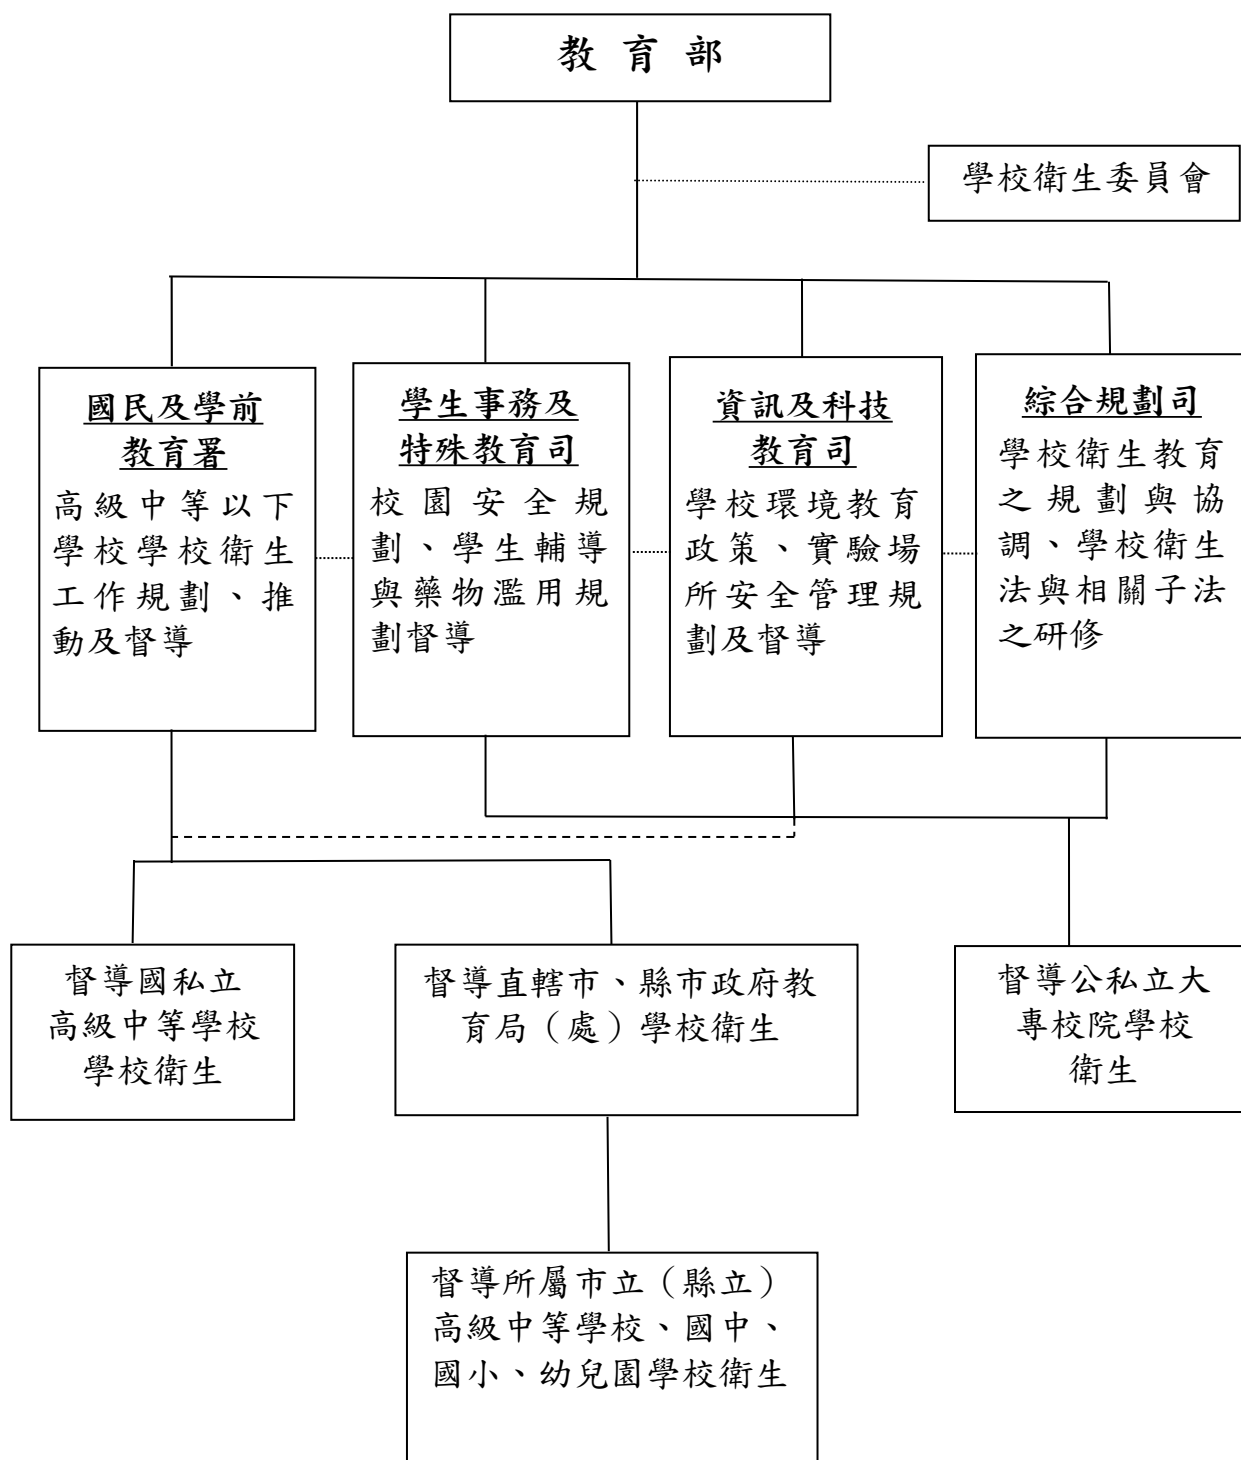 教育部
學校衛生委員會
國民及學前
教育署
高級中等以下
學校學校衛生
工作規劃、推
動及督導
學生事務及
特殊教育司
校園安全規
劃、學生輔導
與藥物濫用規
劃督導
資訊及科技
教育司
學校環境教育
政策、實驗場
所安全管理規
劃及督導
綜合規劃司
學校衛生教育
之規劃與協
調、學校衛生
法與相關子法
之研修
督導國私立
高級中等學校
學校衛生
督導直轄市、縣市政府教
育局（處）學校衛生
督導公私立大
專校院學校
衛生
督導所屬市立（縣立）
高級中等學校、國中、
國小、幼兒園學校衛生